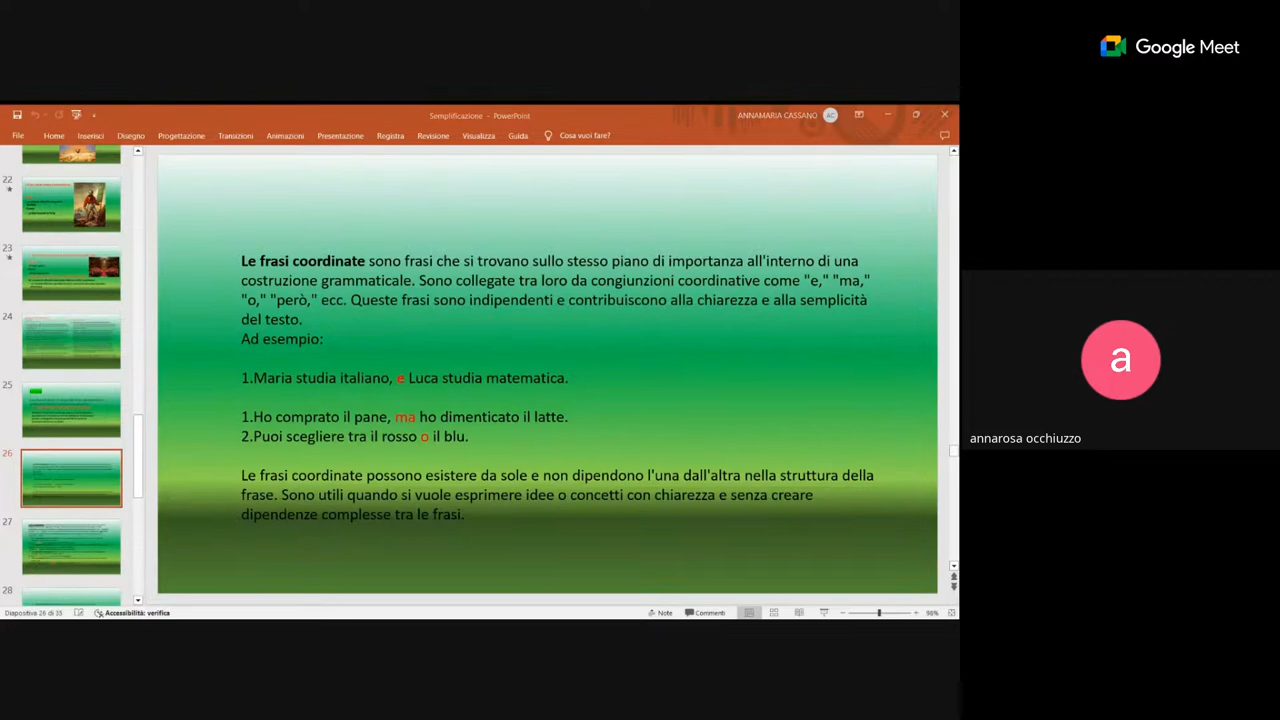 Google Meet
Semplificazione - PowerPoint
ANNAMARIA CASSANO
AC
File Home Inserisci Disegno Progettazione Transizioni Animazioni Presentazione Registra Revisione Visualizza Guida Cosa vuoi fare?
22
23
24
25
26
27
28
Le frasi coordinate sono frasi che si trovano sullo stesso piano di importanza all'interno di una
costruzione grammaticale. Sono collegate tra loro da congiunzioni coordinative come "e," "ma,"
"o," "però," ecc. Queste frasi sono indipendenti e contribuiscono alla chiarezza e alla semplicità
del testo.
Ad esempio:
1.Maria studia italiano, e Luca studia matematica.
1.Ho comprato il pane, ma ho dimenticato il latte.
2.Puoi scegliere tra il rosso o il blu.
Le frasi coordinate possono esistere da sole e non dipendono l'una dall'altra nella struttura della
frase. Sono utili quando si vuole esprimere idee o concetti con chiarezza e senza creare
dipendenze complesse tra le frasi.
a
annarosa occhiuzzo
Diapositiva 26 di 35 Accessibilità: verifica Note Commenti 98%